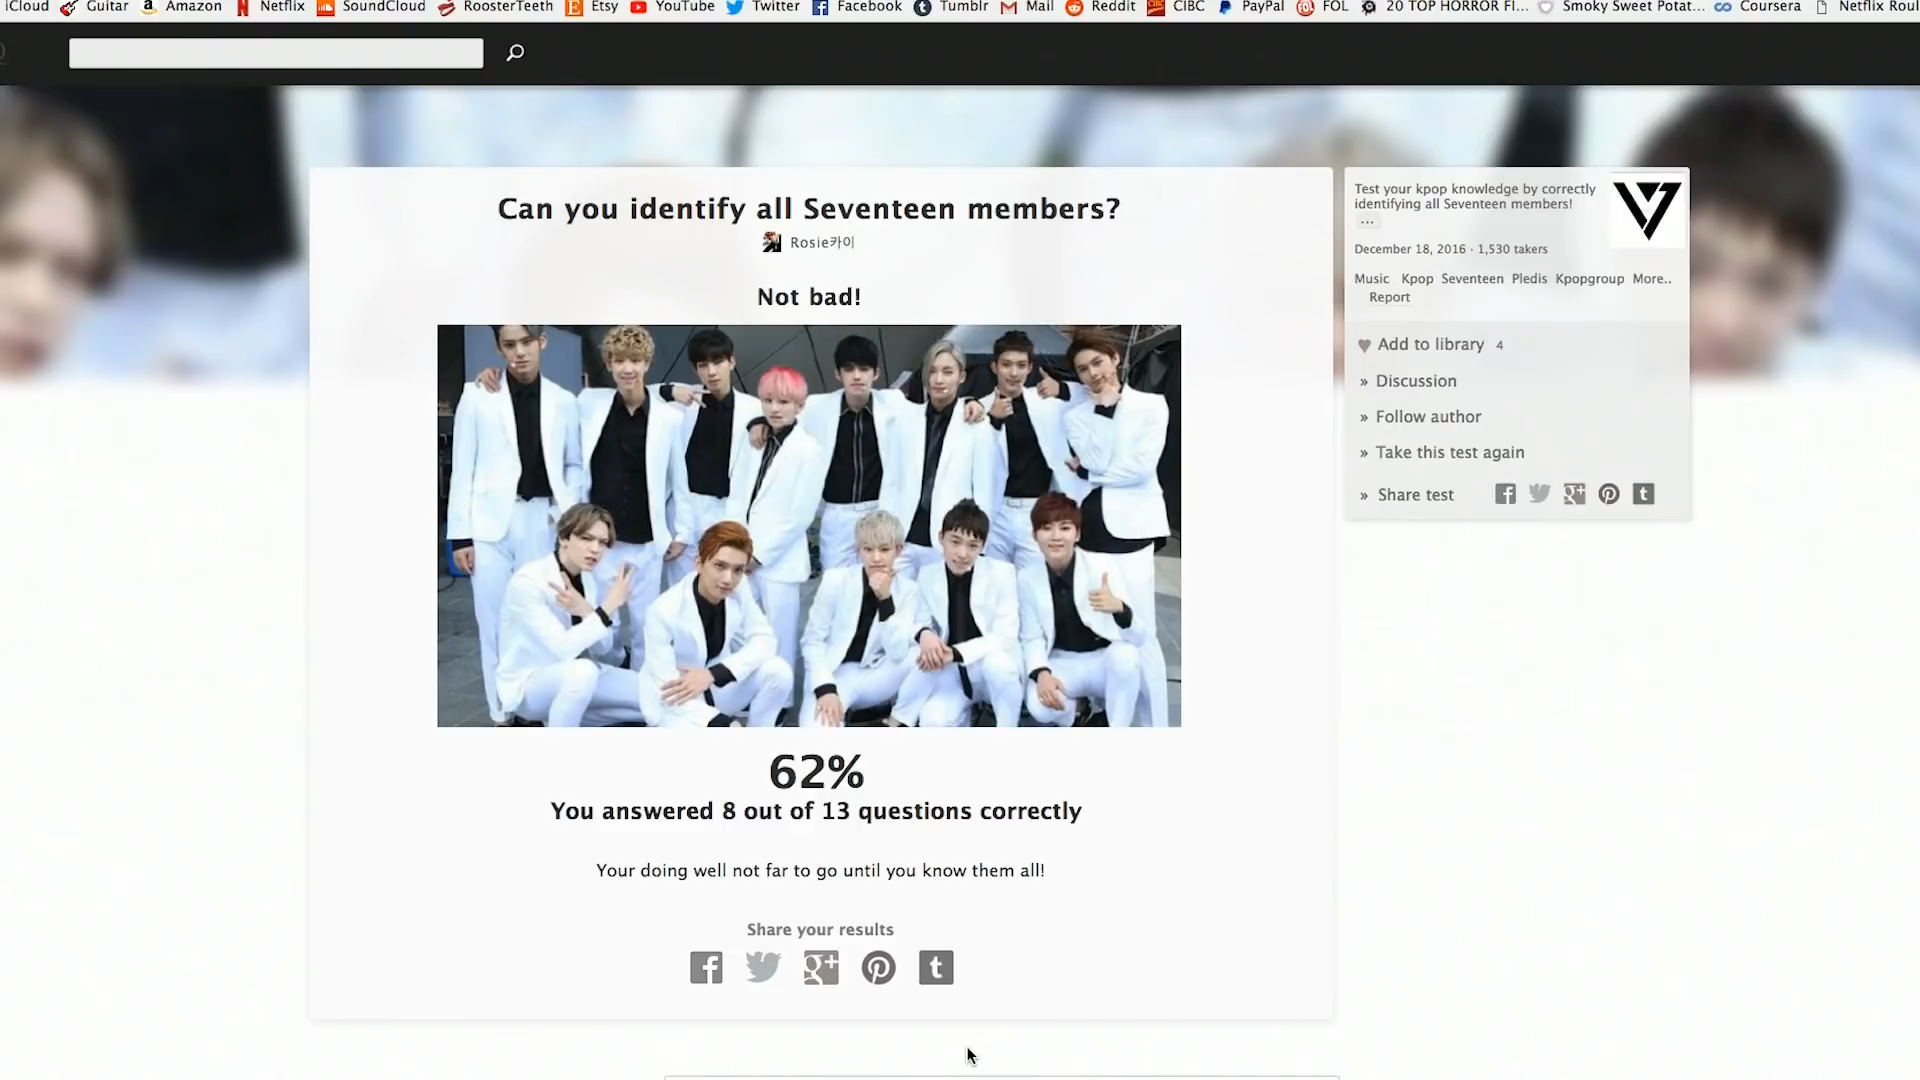 iCloud Guitar Amazon Netflix SoundCloud RoosterTeeth Etsy YouTube Twitter Facebook Tumblr Mail Reddit CIBC PayPal FOL 20 TOP HORROR FI... Smoky Sweet Potat... Coursera Netflix Roul
Can you identify all Seventeen members?
Rosie카이
Not bad!
62%
You answered 8 out of 13 questions correctly
Your doing well not far to go until you know them all!
Share your results
Test your kpop knowledge by correctly
identifying all Seventeen members!
...
December 18, 2016 · 1,530 takers
Music Kpop Seventeen Pledis Kpopgroup More..
Report
Add to library 4
» Discussion
» Follow author
» Take this test again
» Share test